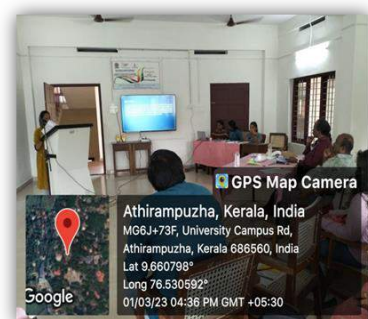 GPS Map Camera
Athirampuzha, Kerala, India
MG6J+73F, University Campus Rd,
Athirampuzha, Kerala 686560, India
Lat 9.660798°
Long 76.530592°
01/03/23 04:36 PM GMT +05:30
Google